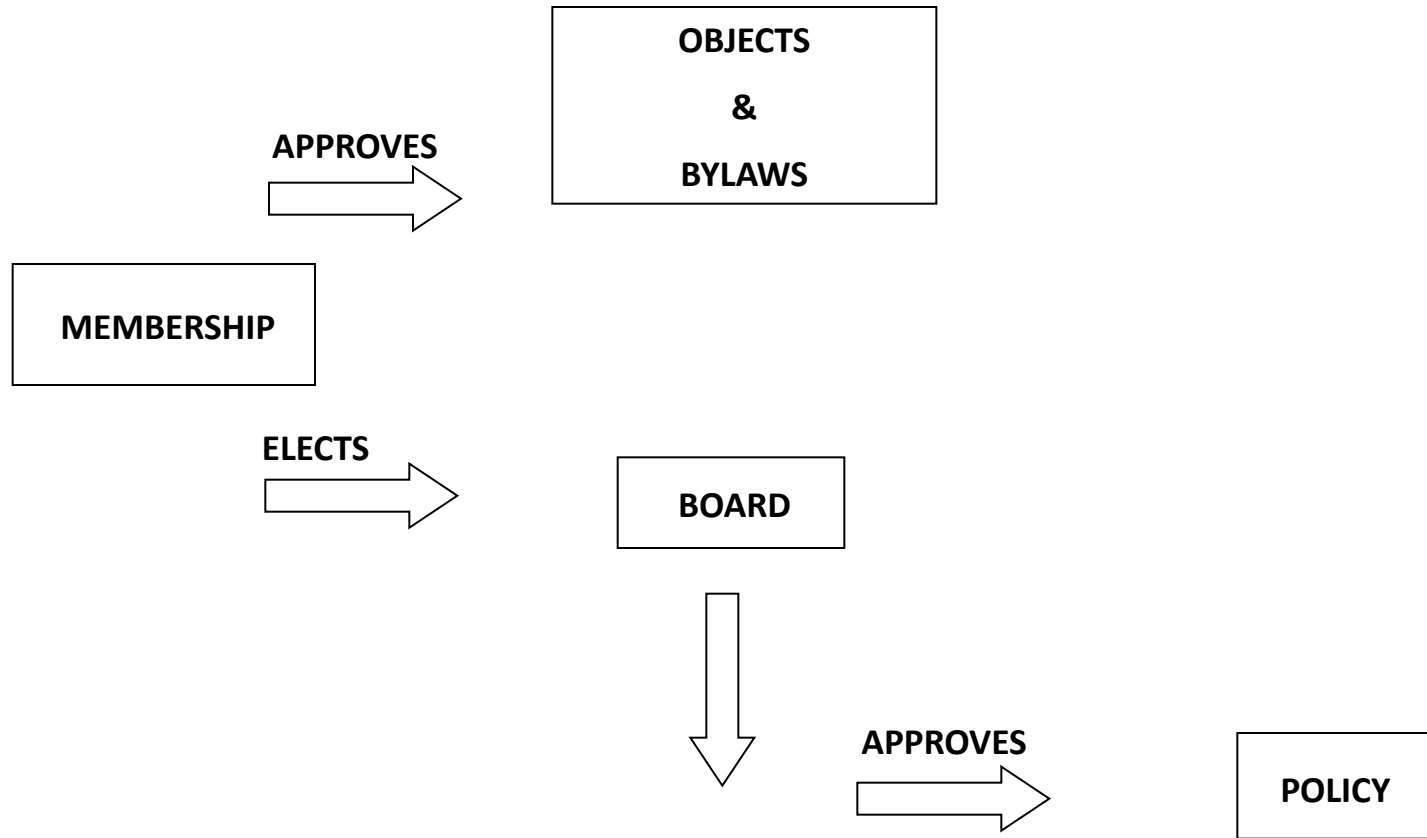 OBJECTS
&
BYLAWS
APPROVES
MEMBERSHIP
ELECTS
BOARD
APPROVES
POLICY